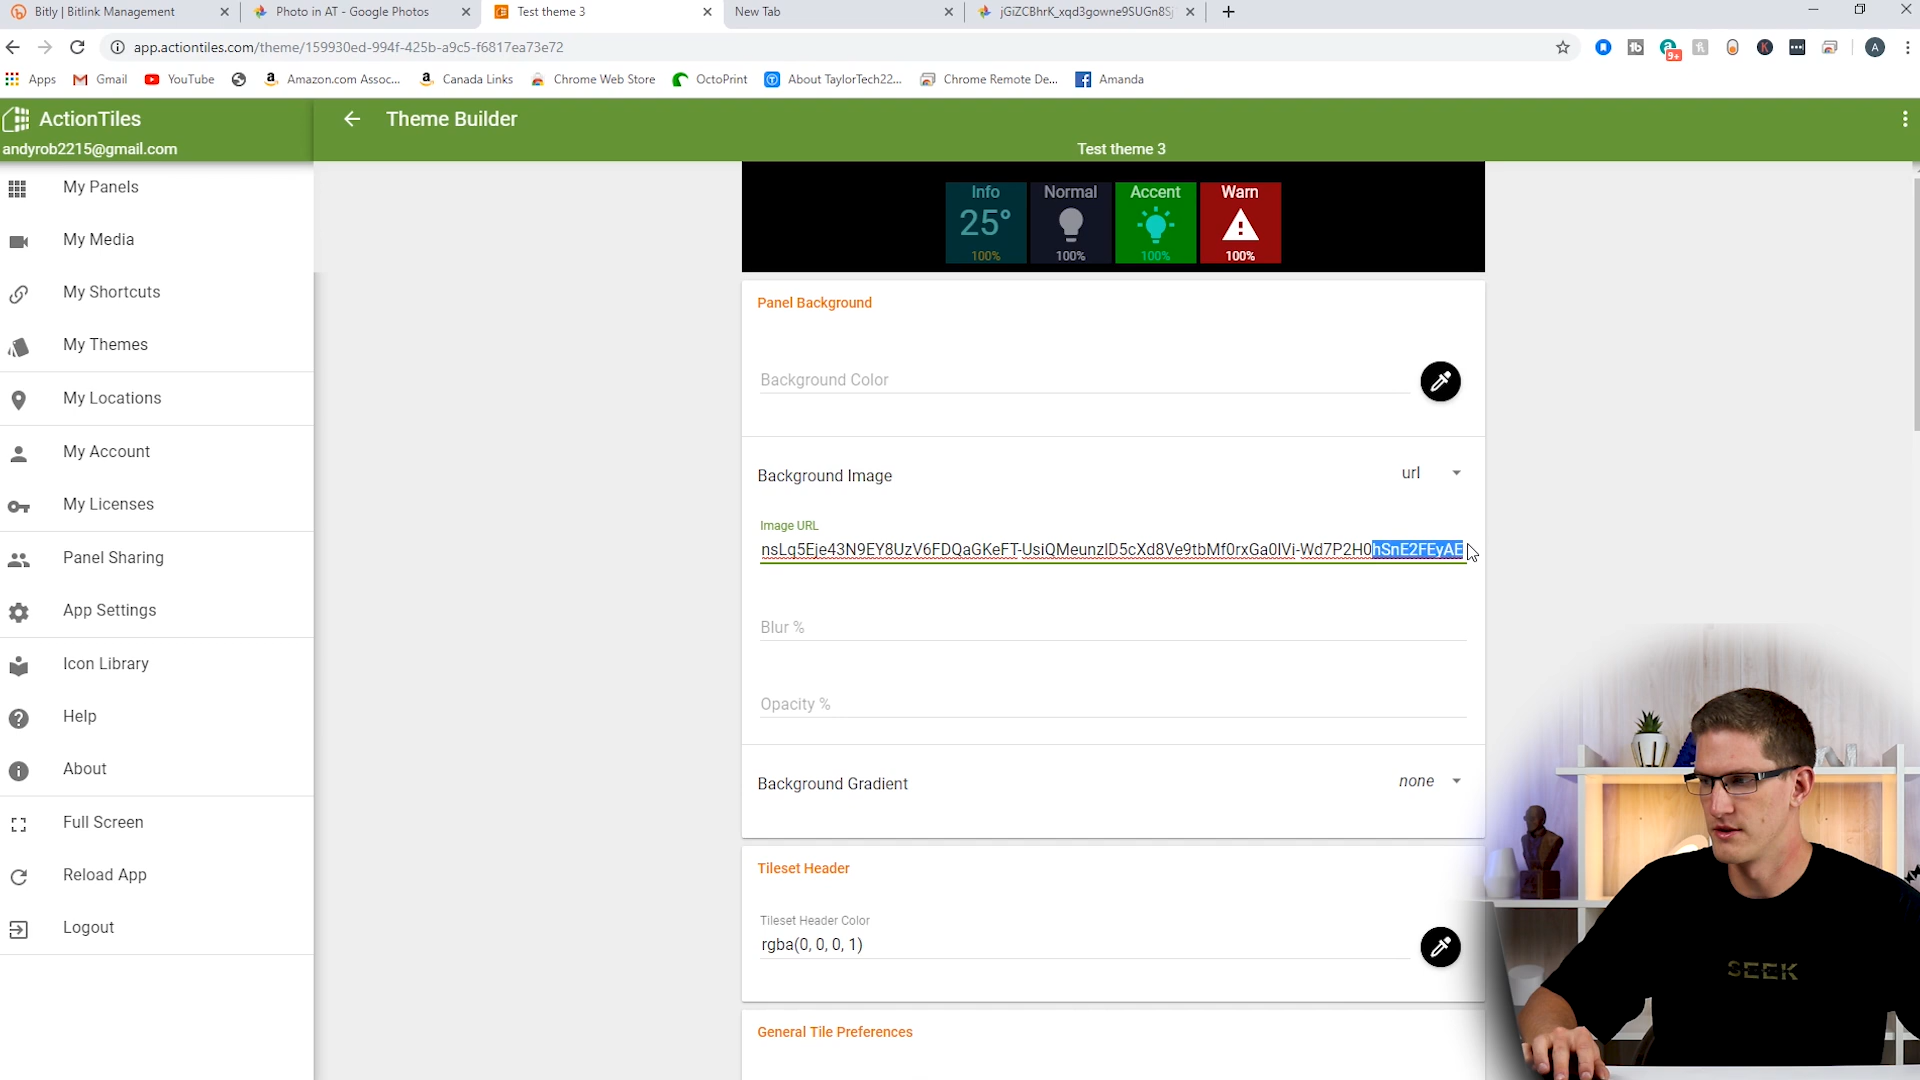 Bitly | Bitlink Management
Photo in AT - Google Photos
Test theme 3
New Tab
jGiZCBhrK_xqd3gowne9SUGn8Sj
app.actiontiles.com/theme/159930ed-994f-425b-a9c5-f6817ea73e72
9+
A
Apps
Gmail
YouTube
Amazon.com Assoc...
Canada Links
Chrome Web Store
OctoPrint
About TaylorTech22...
Chrome Remote De...
Amanda
ActionTiles
Theme Builder
andyrob2215@gmail.com
Test theme 3
My Panels
My Media
My Shortcuts
My Themes
My Locations
My Account
My Licenses
Panel Sharing
App Settings
Icon Library
Help
About
Full Screen
Reload App
Logout
Info
Normal
Accent
Warn
25°
100%
100%
100%
100%
Panel Background
Background Color
Background Image
url
Image URL
nsLq5Eje43N9EY8UzV6FDQaGKeFT-UsiQMeunzlD5cXd8Ve9tbMf0rxGa0lVi-Wd7P2H0hSnE2FEyAE
Blur %
Opacity %
Background Gradient
none
Tileset Header
Tileset Header Color
rgba(0, 0, 0, 1)
General Tile Preferences
SEEK